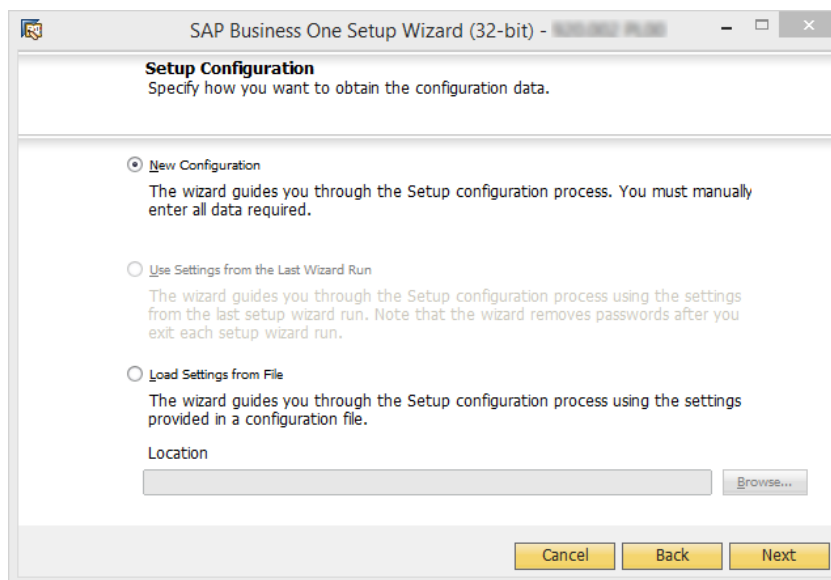 SAP Business One Setup Wizard (32-bit) -
Setup Configuration
Specify how you want to obtain the configuration data.
New Configuration
The wizard guides you through the Setup configuration process. You must manually
enter all data required.
Use Settings from the Last Wizard Run
The wizard guides you through the Setup configuration process using the settings
from the last setup wizard run. Note that the wizard removes passwords after you
exit each setup wizard run.
Load Settings from File
The wizard guides you through the Setup configuration process using the settings
provided in a configuration file.
Location
Browse...
Cancel Back Next